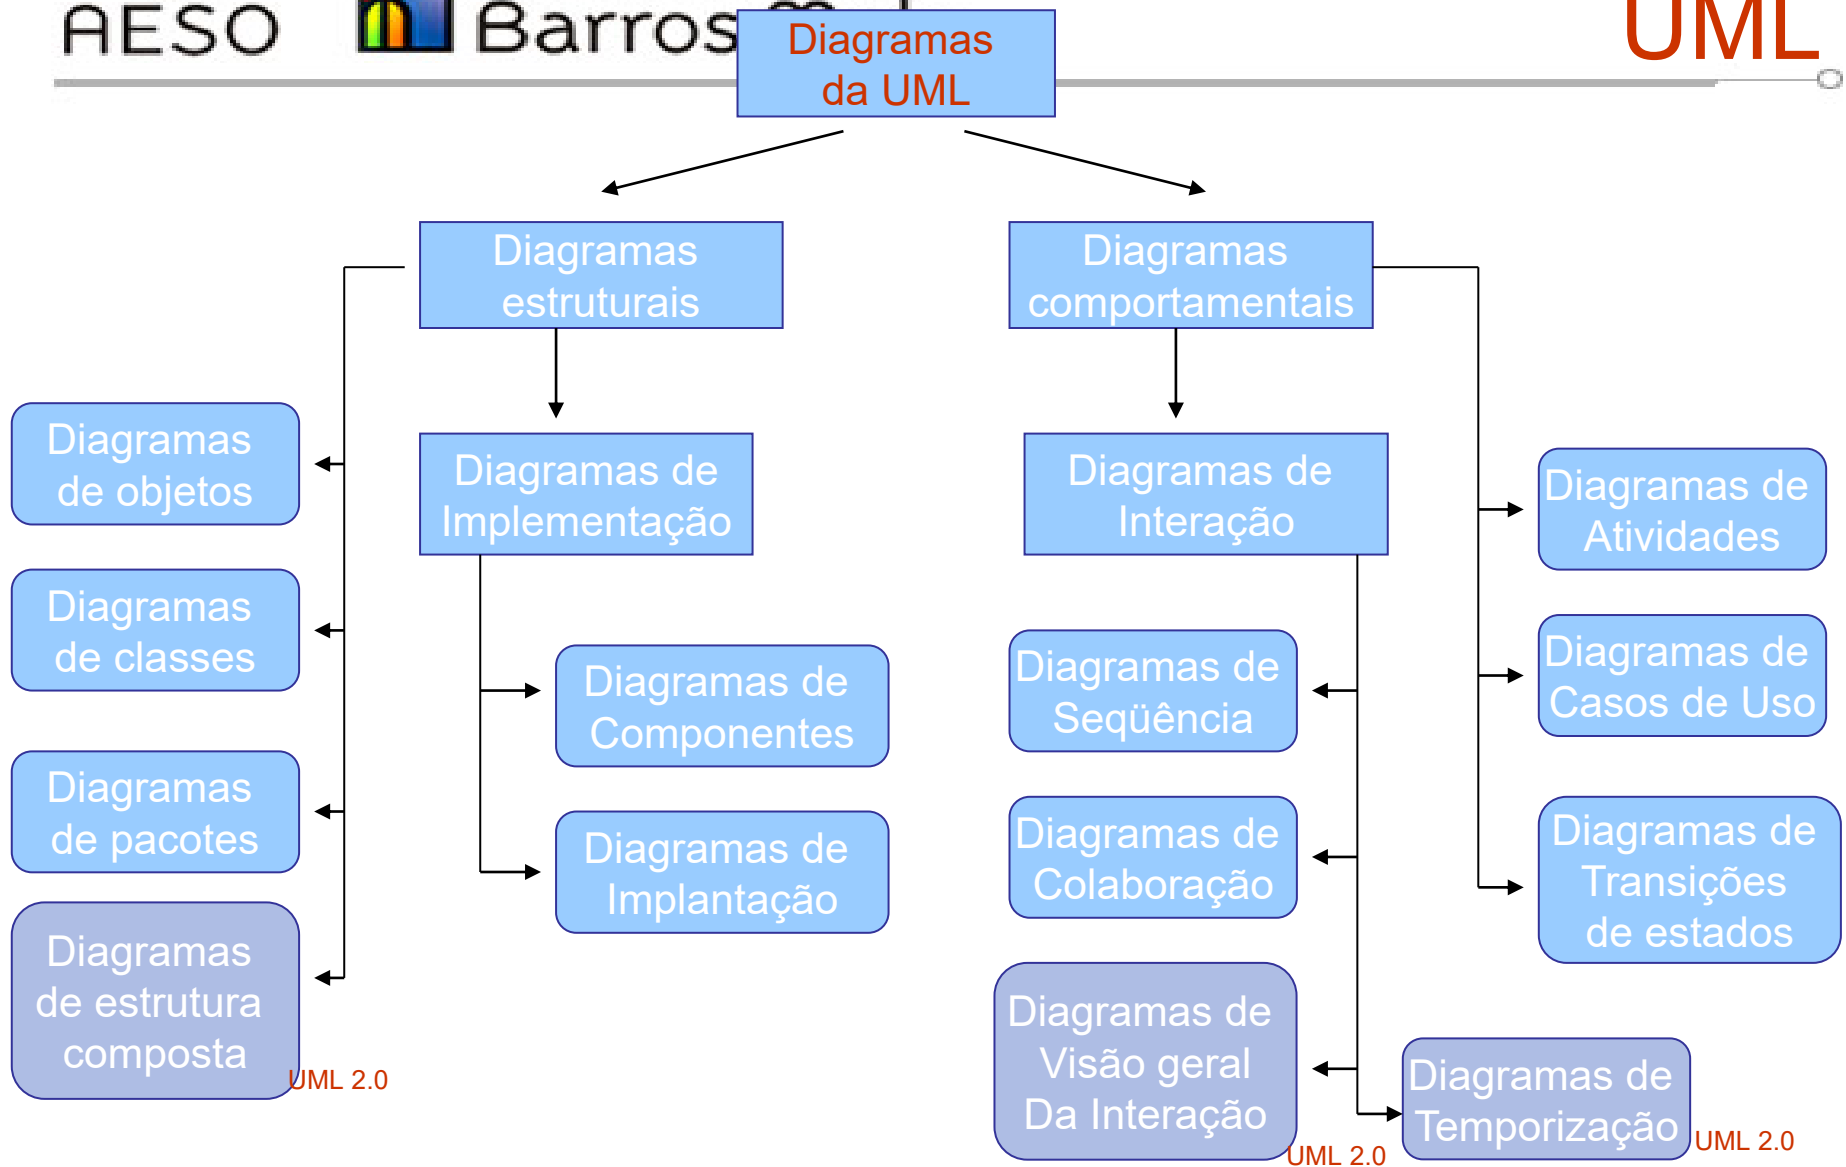 AESO
Barros
UML
Diagramas
da UML
Diagramas
estruturais
Diagramas
comportamentais
Diagramas
de objetos
Diagramas de
Implementação
Diagramas de
Interação
Diagramas de
Atividades
Diagramas
de classes
Diagramas de
Componentes
Diagramas de
Seqüência
Diagramas de
Casos de Uso
Diagramas
de pacotes
Diagramas de
Implantação
Diagramas de
Colaboração
Diagramas de
Transições
de estados
Diagramas
de estrutura
composta
UML 2.0
Diagramas de
Visão geral
Da Interação
UML 2.0
Diagramas de
Temporização
UML 2.0